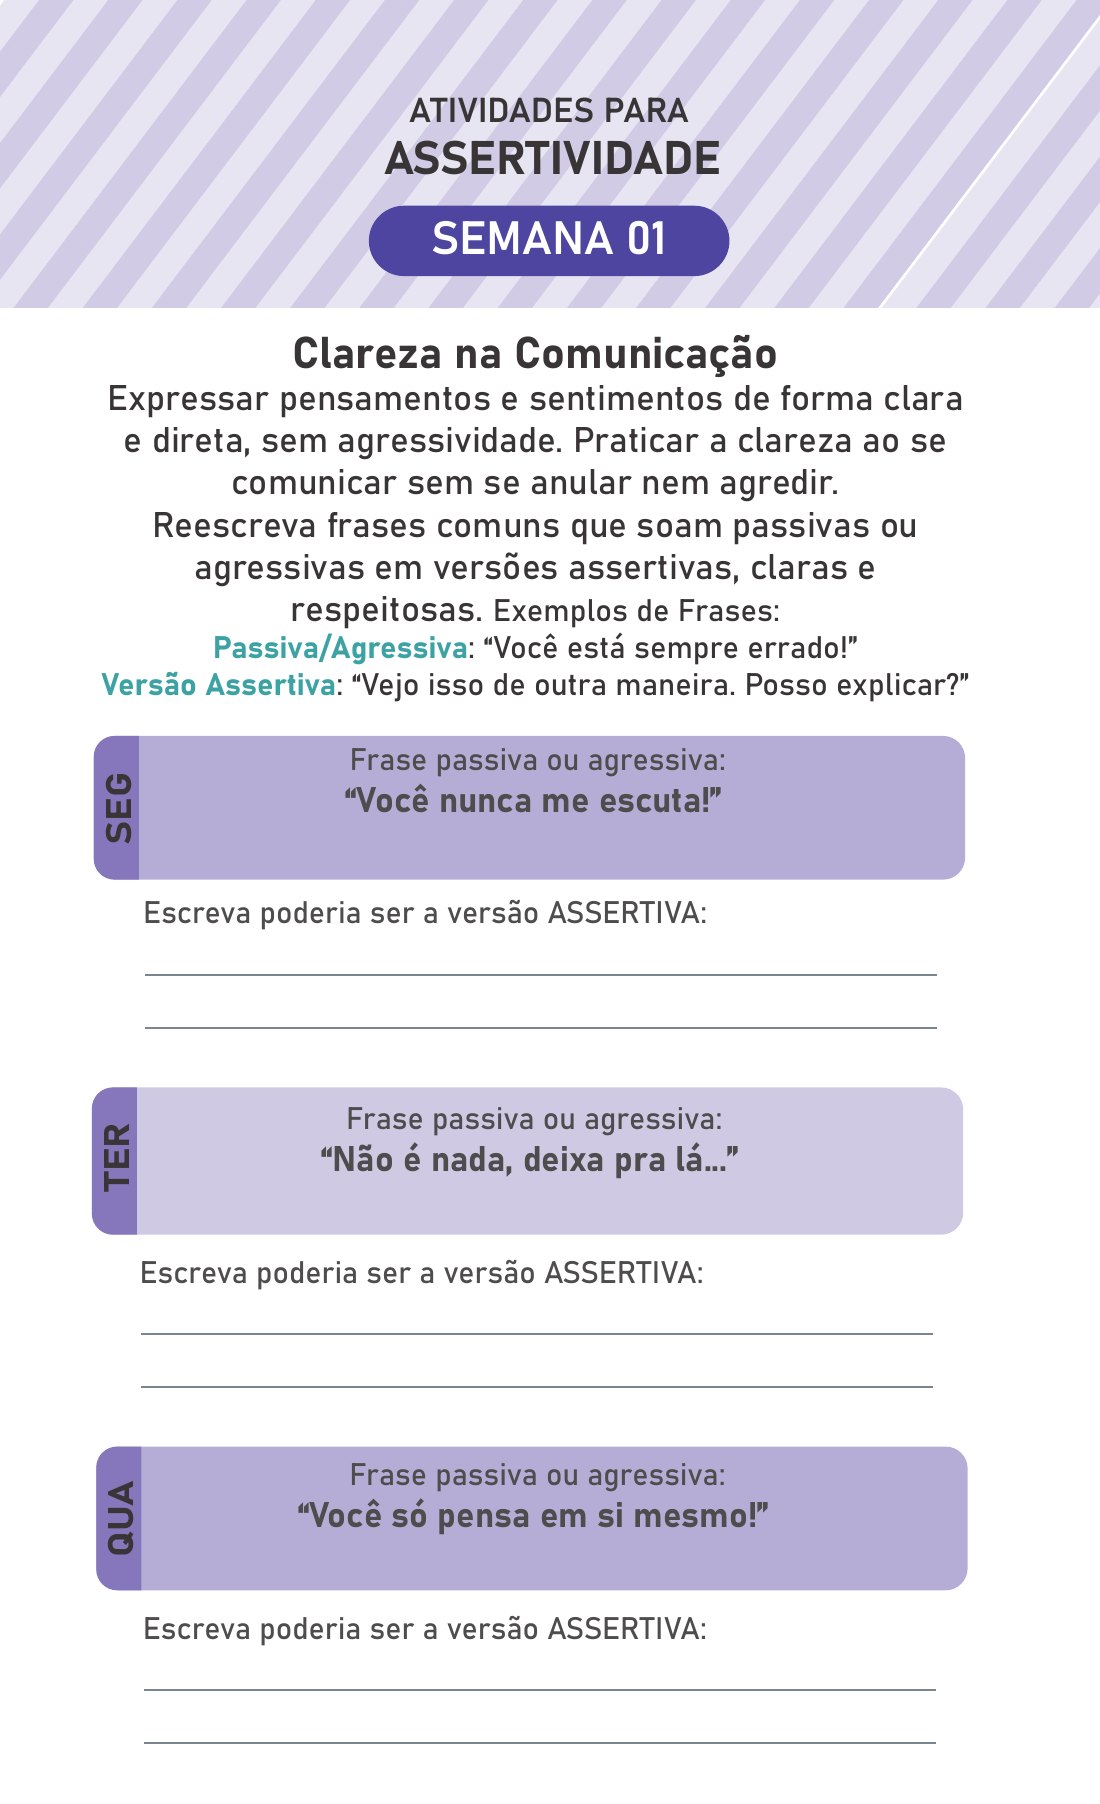 ATIVIDADES PARA
ASSERTIVIDADE
SEMANA 01
Clareza na Comunicação
Expressar pensamentos e sentimentos de forma clara
e direta, sem agressividade. Praticar a clareza ao se
comunicar sem se anular nem agredir.
Reescreva frases comuns que soam passivas ou
agressivas em versões assertivas, claras e
respeitosas. Exemplos de Frases:
Passiva/Agressiva: “Você está sempre errado!”
Versão Assertiva: “Vejo isso de outra maneira. Posso explicar?”
SEG
Frase passiva ou agressiva:
“Você nunca me escuta!”
Escreva poderia ser a versão ASSERTIVA:
TER
Frase passiva ou agressiva:
“Não é nada, deixa pra lá...”
Escreva poderia ser a versão ASSERTIVA:
QUA
Frase passiva ou agressiva:
“Você só pensa em si mesmo!”
Escreva poderia ser a versão ASSERTIVA: